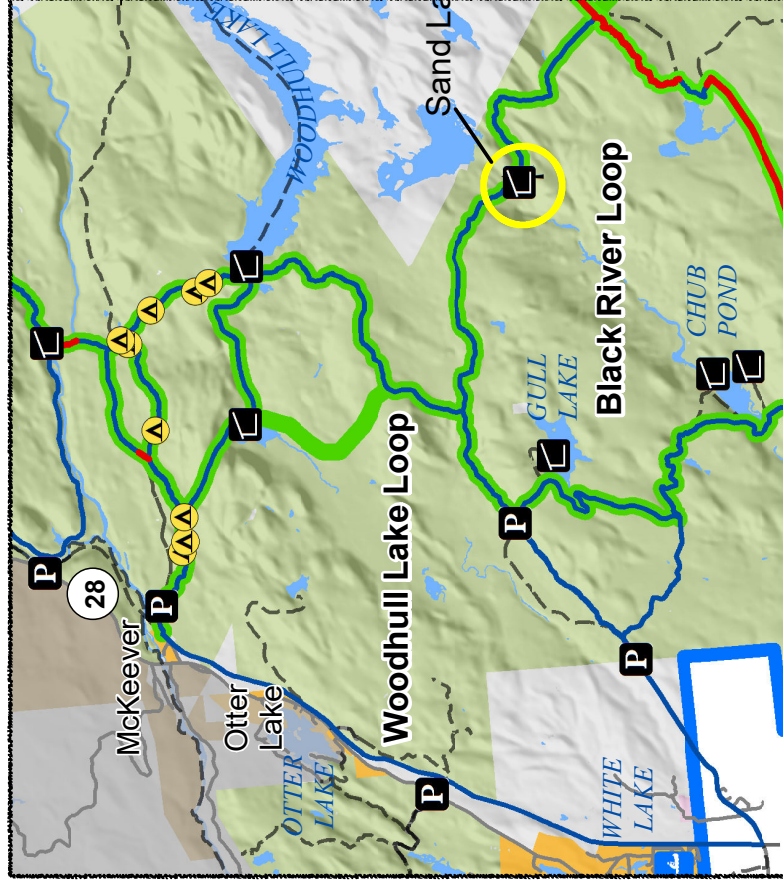 WOODHULL LAKE
Sand La
Black River Loop
CHUB
POND
GULL
LAKE
Woodhull Lake Loop
28
McKeever
Otter
Lake
OTTER
LAKE
WHITE
LAKE
P
P
P
P
P